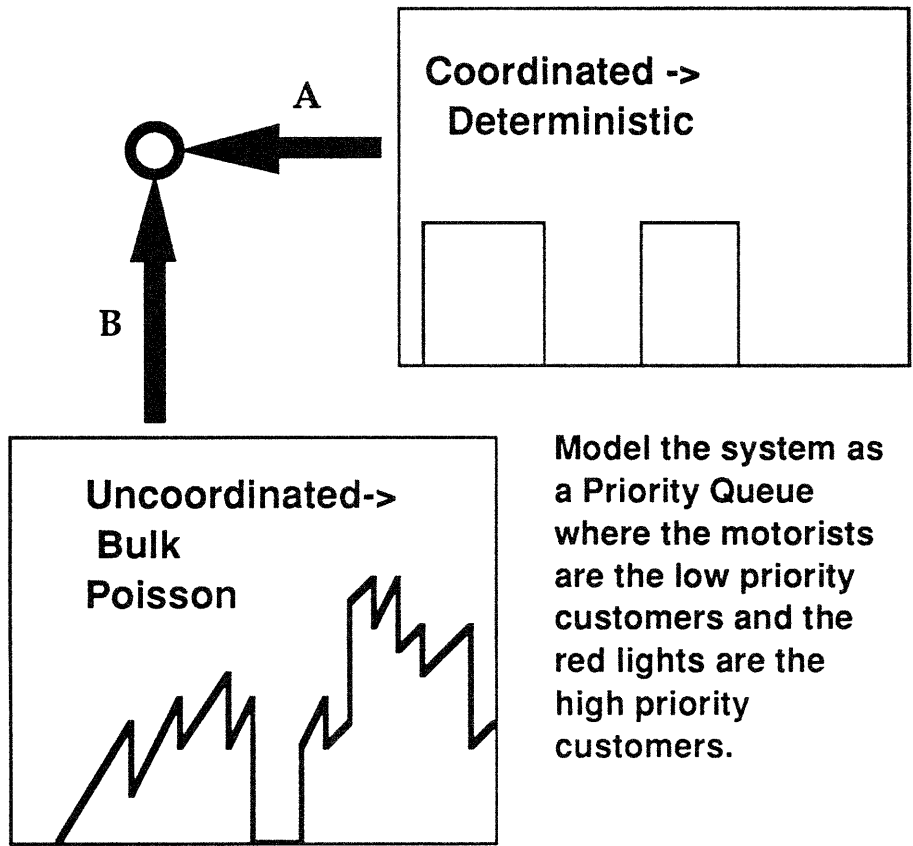 Coordinated ->
Deterministic
A
B
Uncoordinated->
Bulk
Poisson
Model the system as
a Priority Queue
where the motorists
are the low priority
customers and the
red lights are the
high priority
customers.